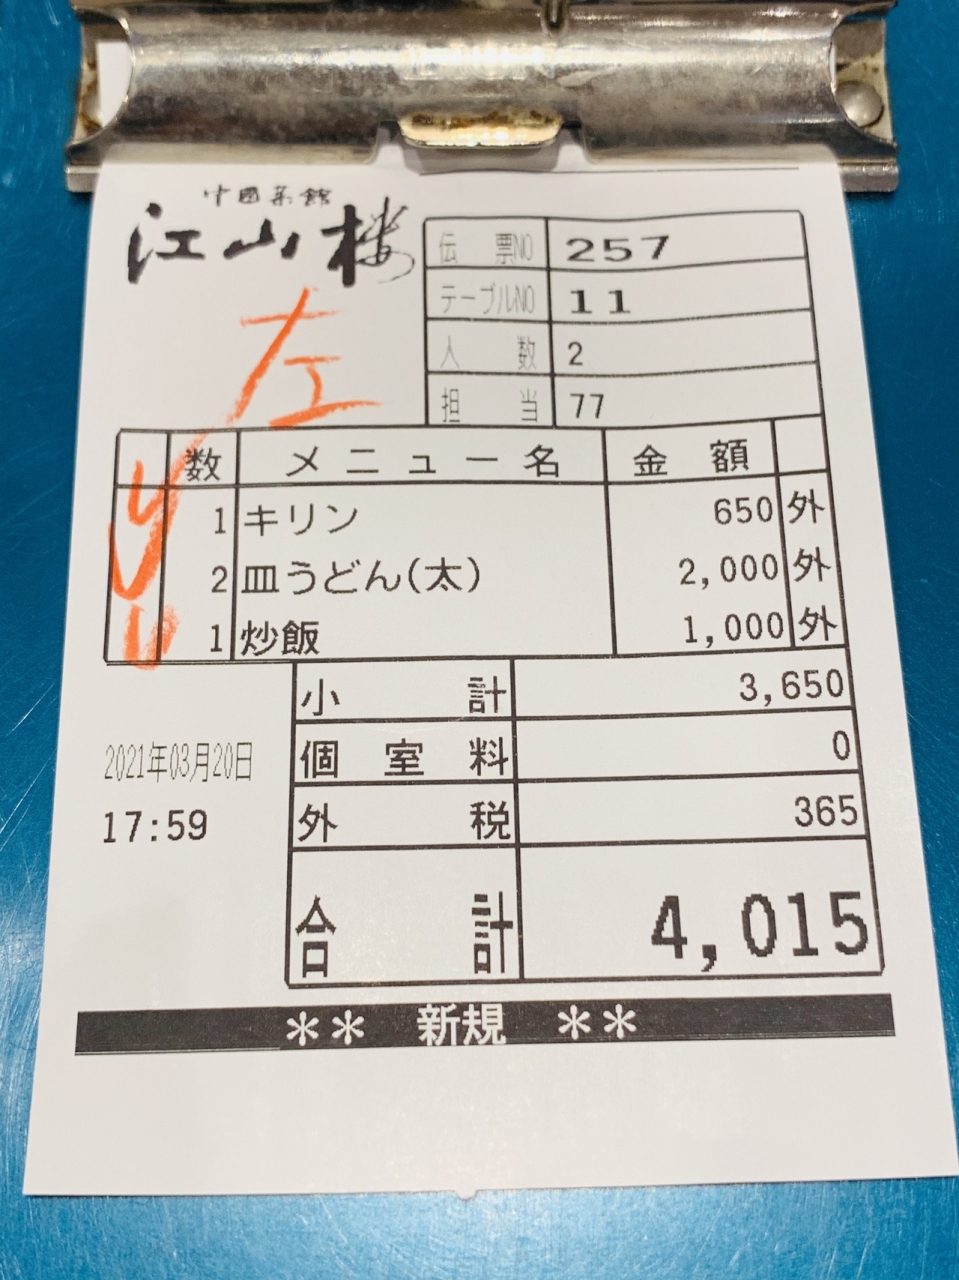 中國菜館
江山楼
伝票NO 257
テーブルNO 11
人数 2
担当 77
左
数 メニュー名 金額
1 キリン 650 外
2 皿うどん(太) 2,000 外
1 炒飯 1,000 外
小計 3,650
個室料 0
外税 365
合計 4,015
2021年03月20日
17:59
** 新規 **